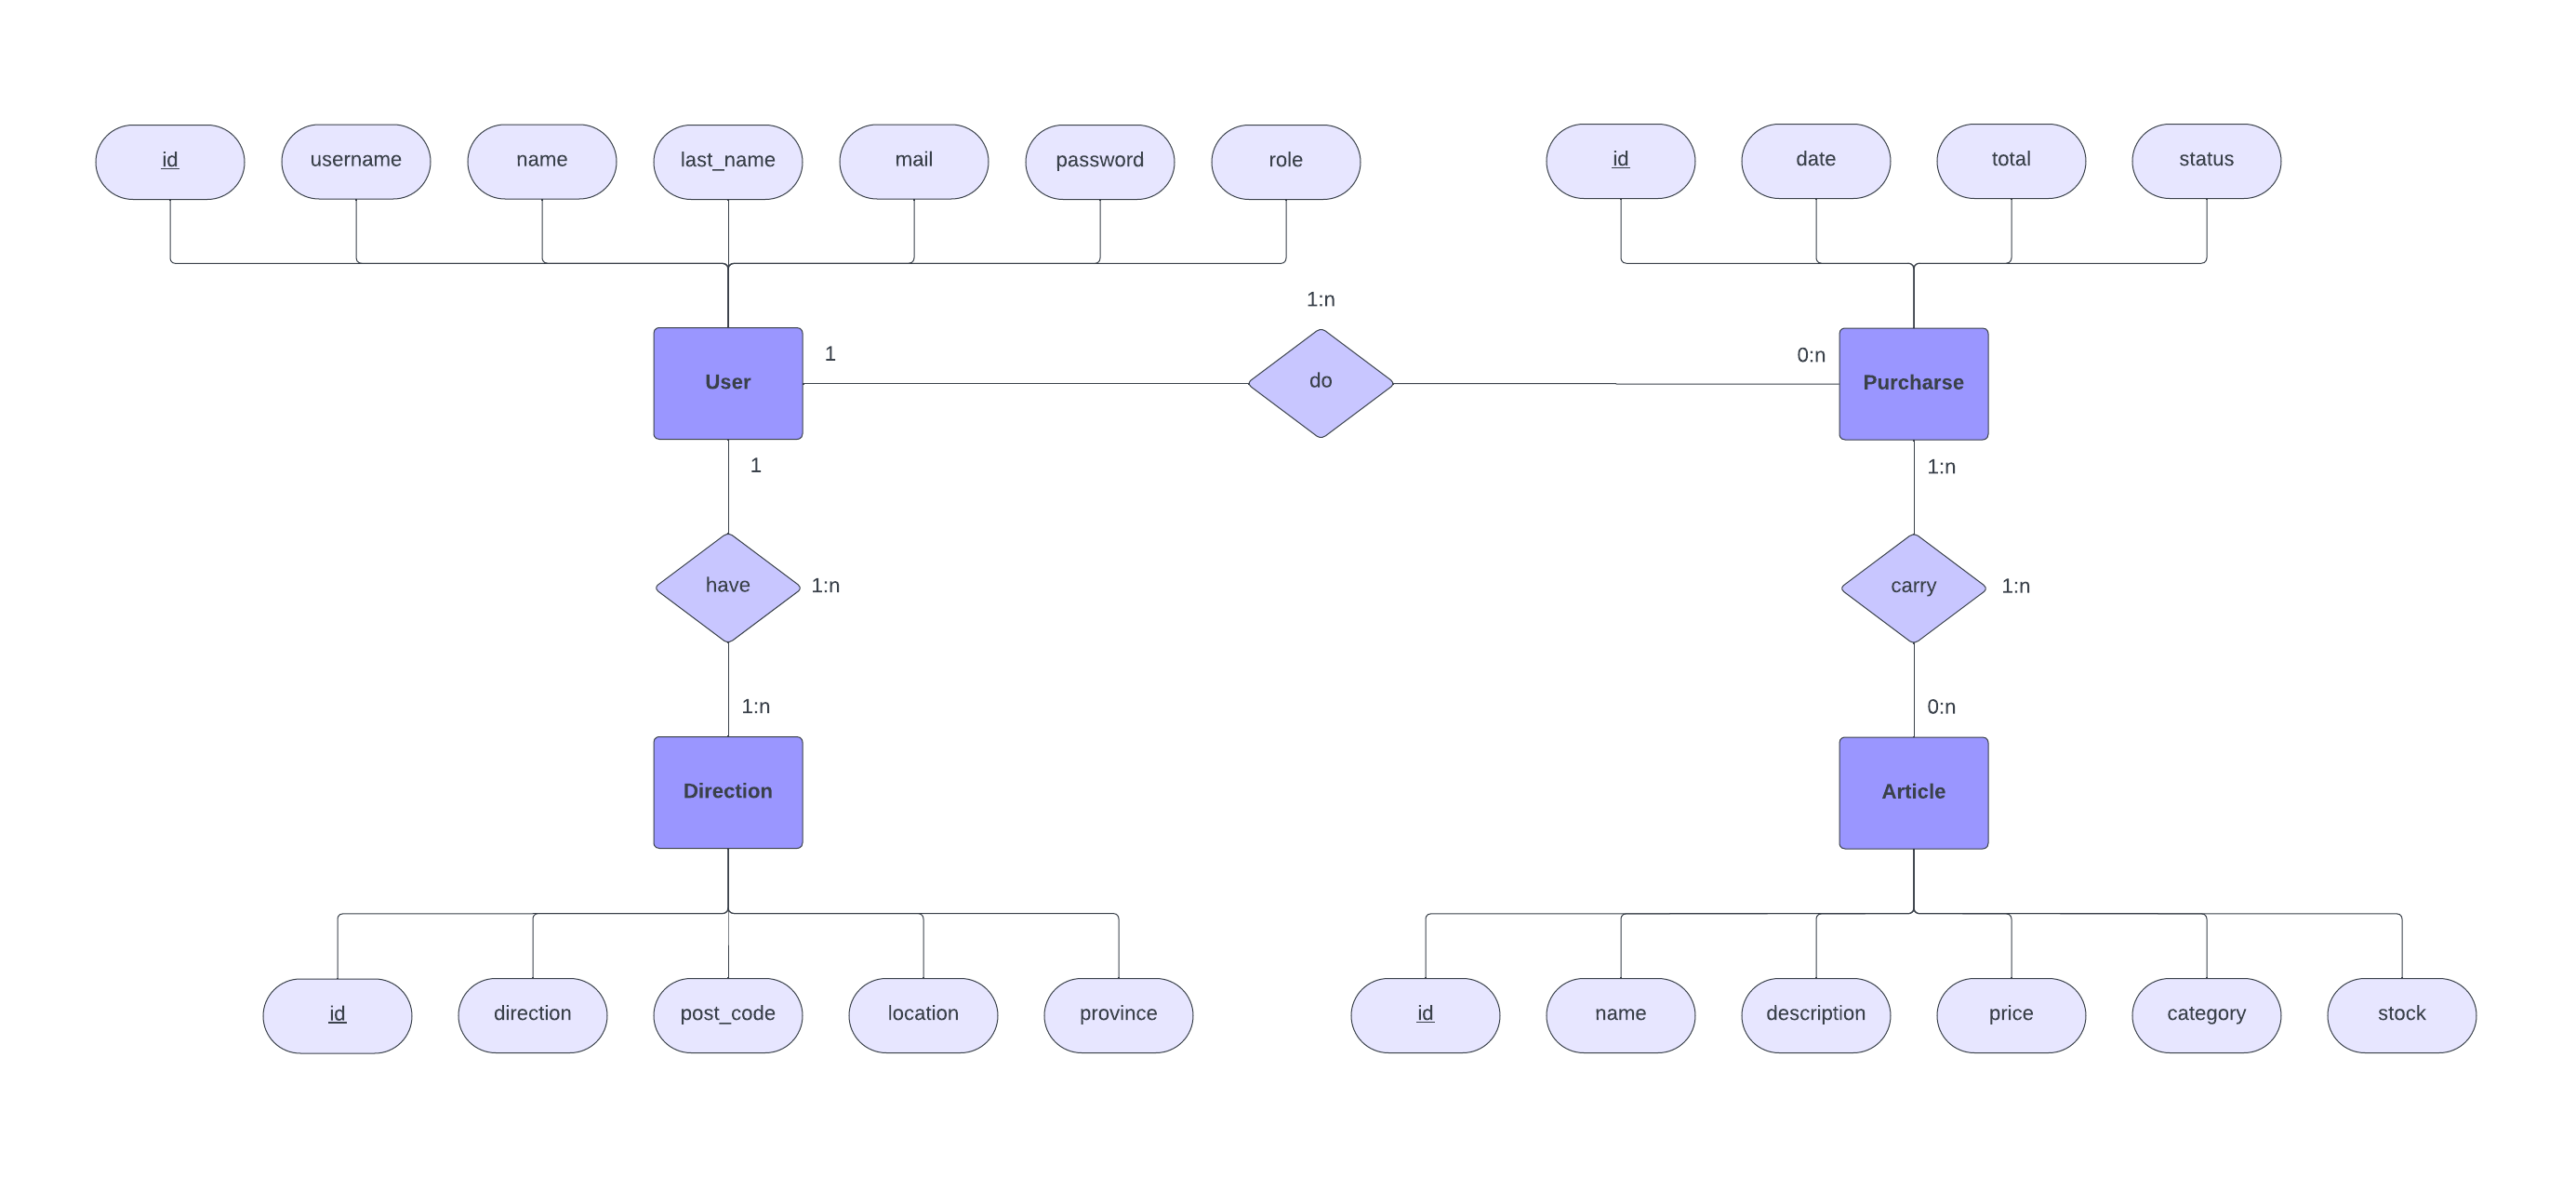 id username name last_name mail password role id date total status
1:n
1 0:n
User do Purcharse
1 1:n
have 1:n carry 1:n
1:n 0:n
Direction Article
id direction post_code location province id name description price category stock